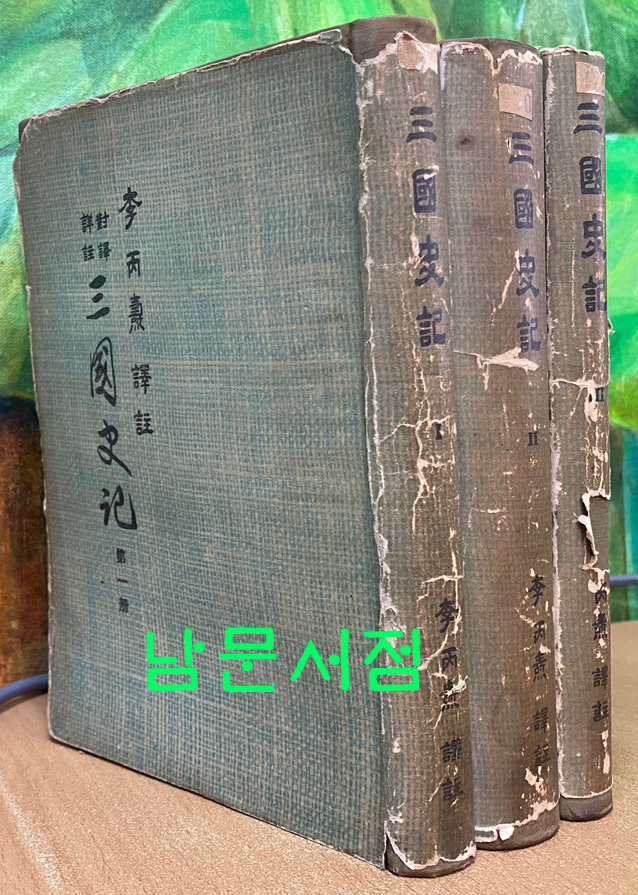 李丙燾 譯註
對譯
詳註
三國史記
第一冊
三國史記
I
李丙燾 譯註
三國史記
II
李丙燾 譯註
三國史記
丙燾 譯註
남문서점